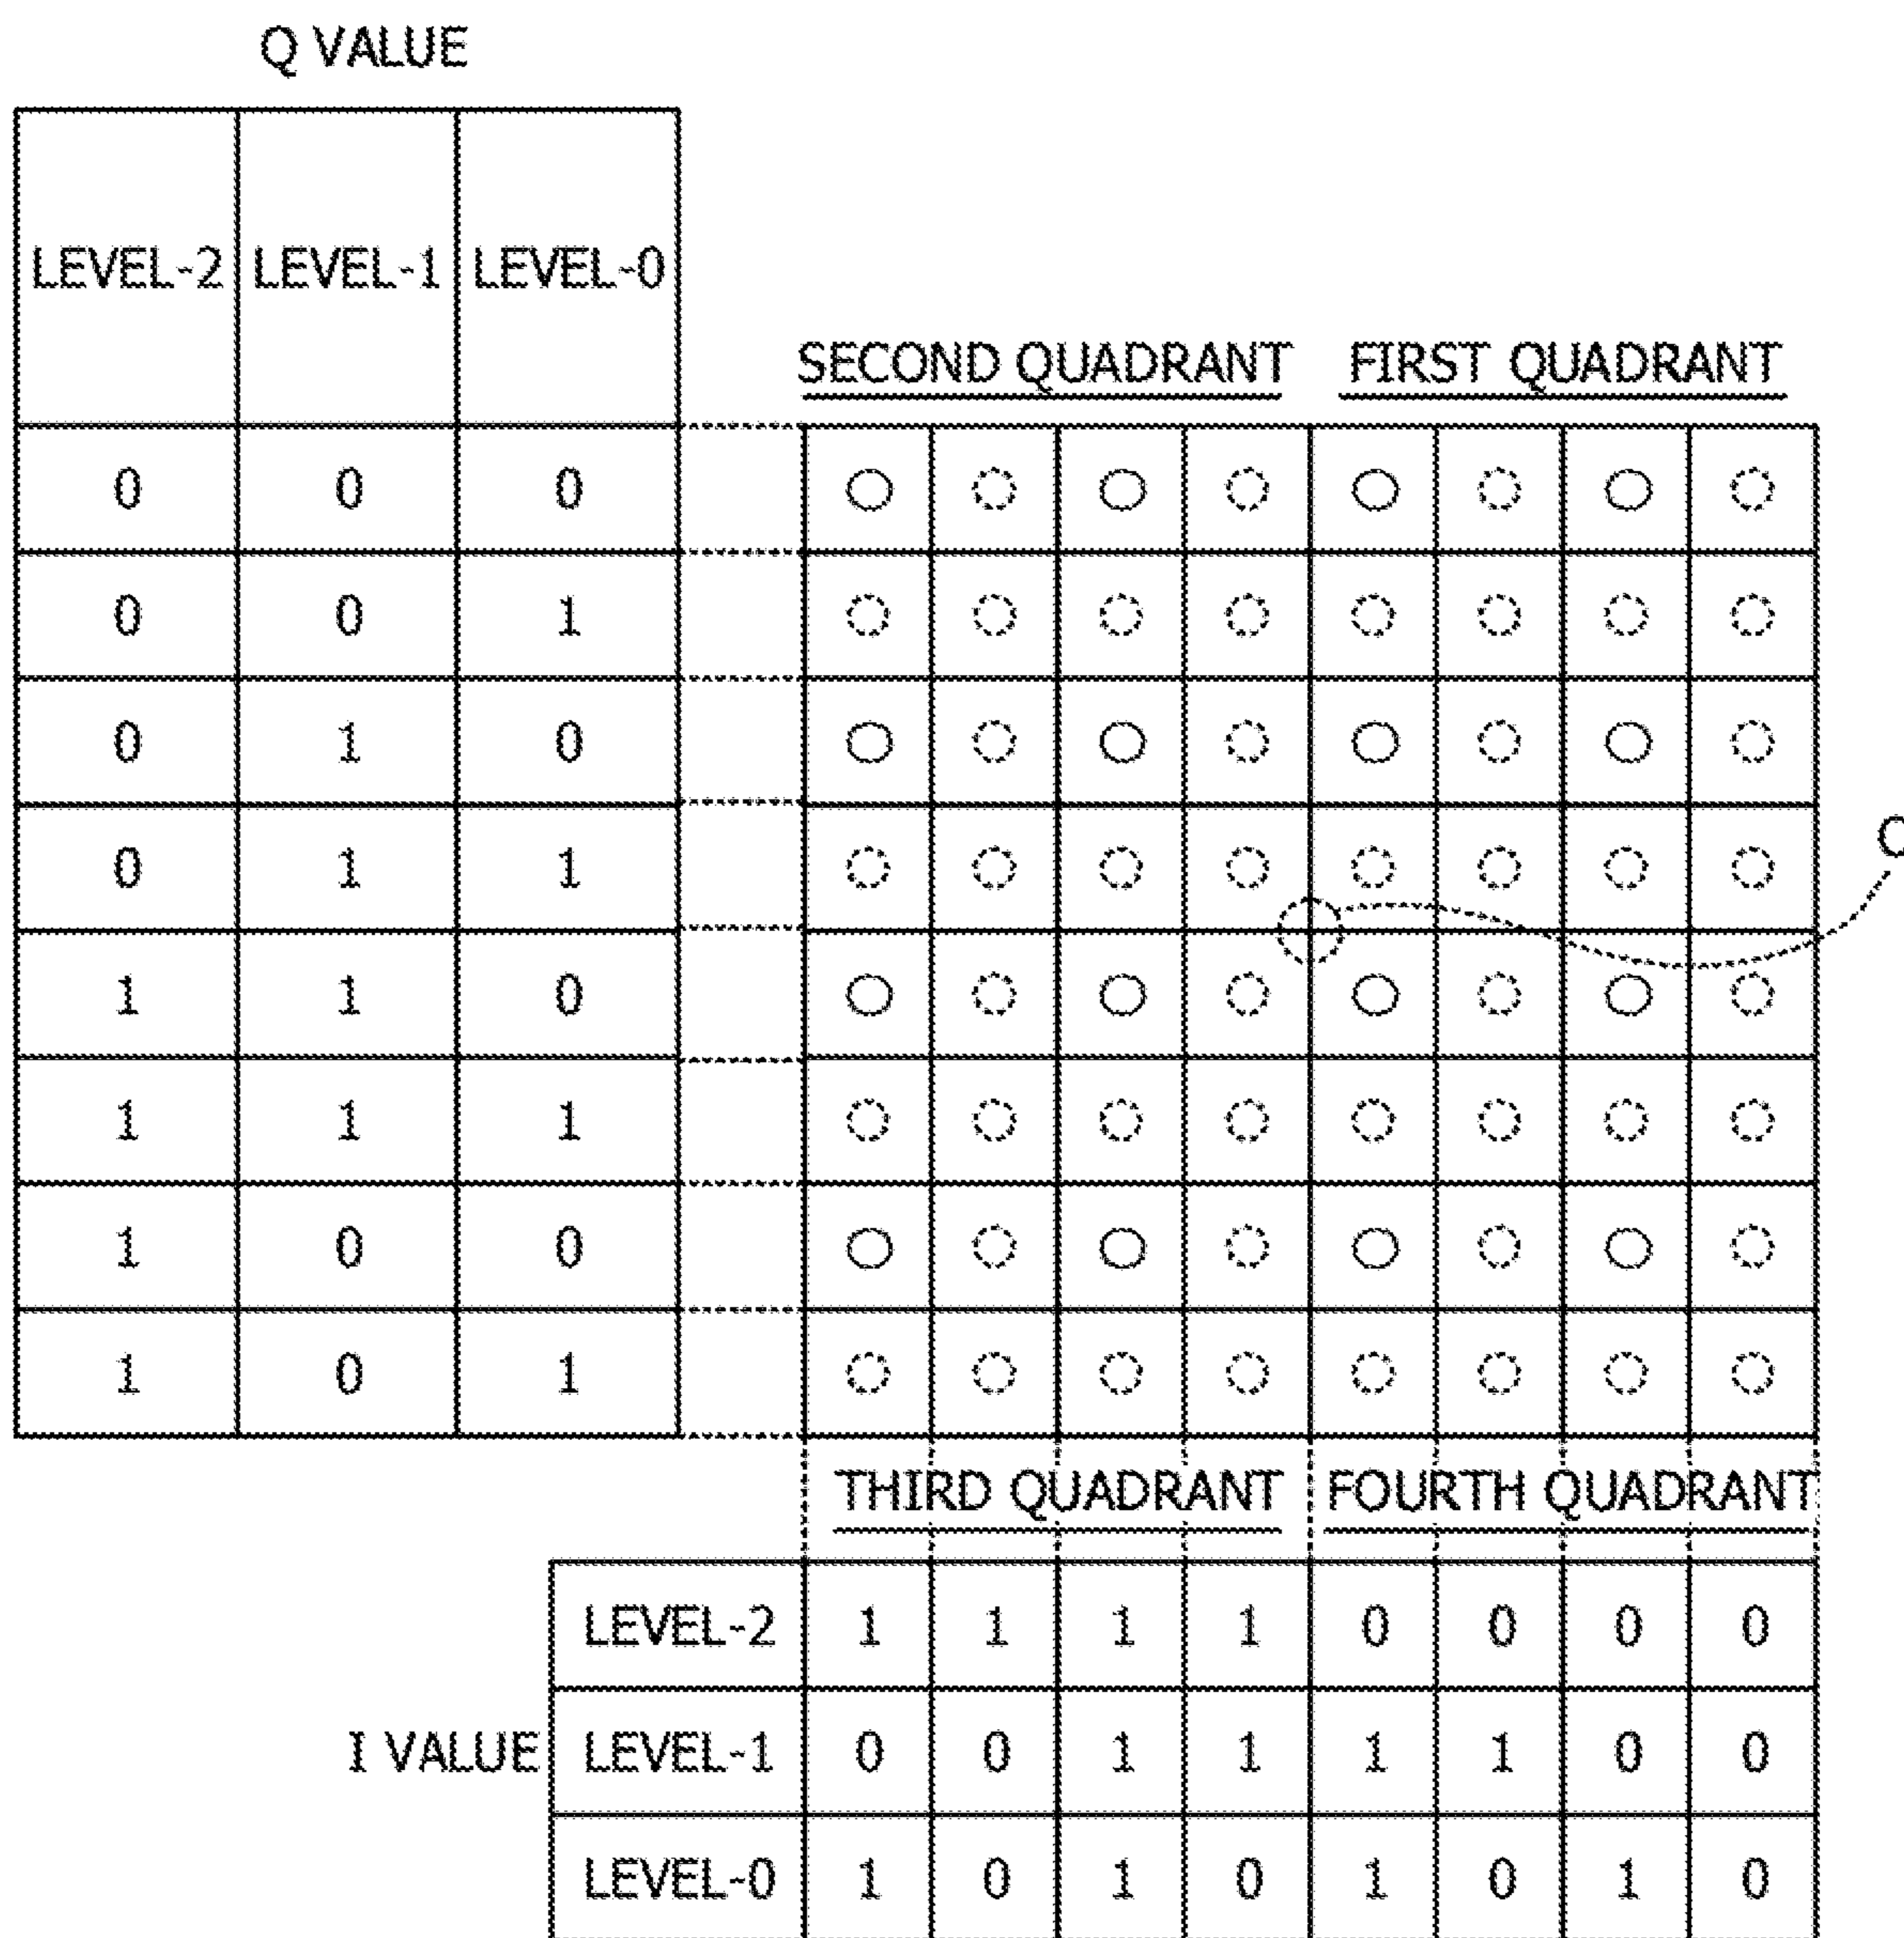 Q VALUE
LEVEL-2 LEVEL-1 LEVEL-0
SECOND QUADRANT FIRST QUADRANT
0 0 0
0 0 1
0 1 0
0 1 1
1 1 0
1 1 1
1 0 0
1 0 1
THIRD QUADRANT FOURTH QUADRANT
I VALUE
LEVEL-2 1 1 1 1 0 0 0 0
LEVEL-1 0 0 1 1 1 1 0 0
LEVEL-0 1 0 1 0 1 0 1 0